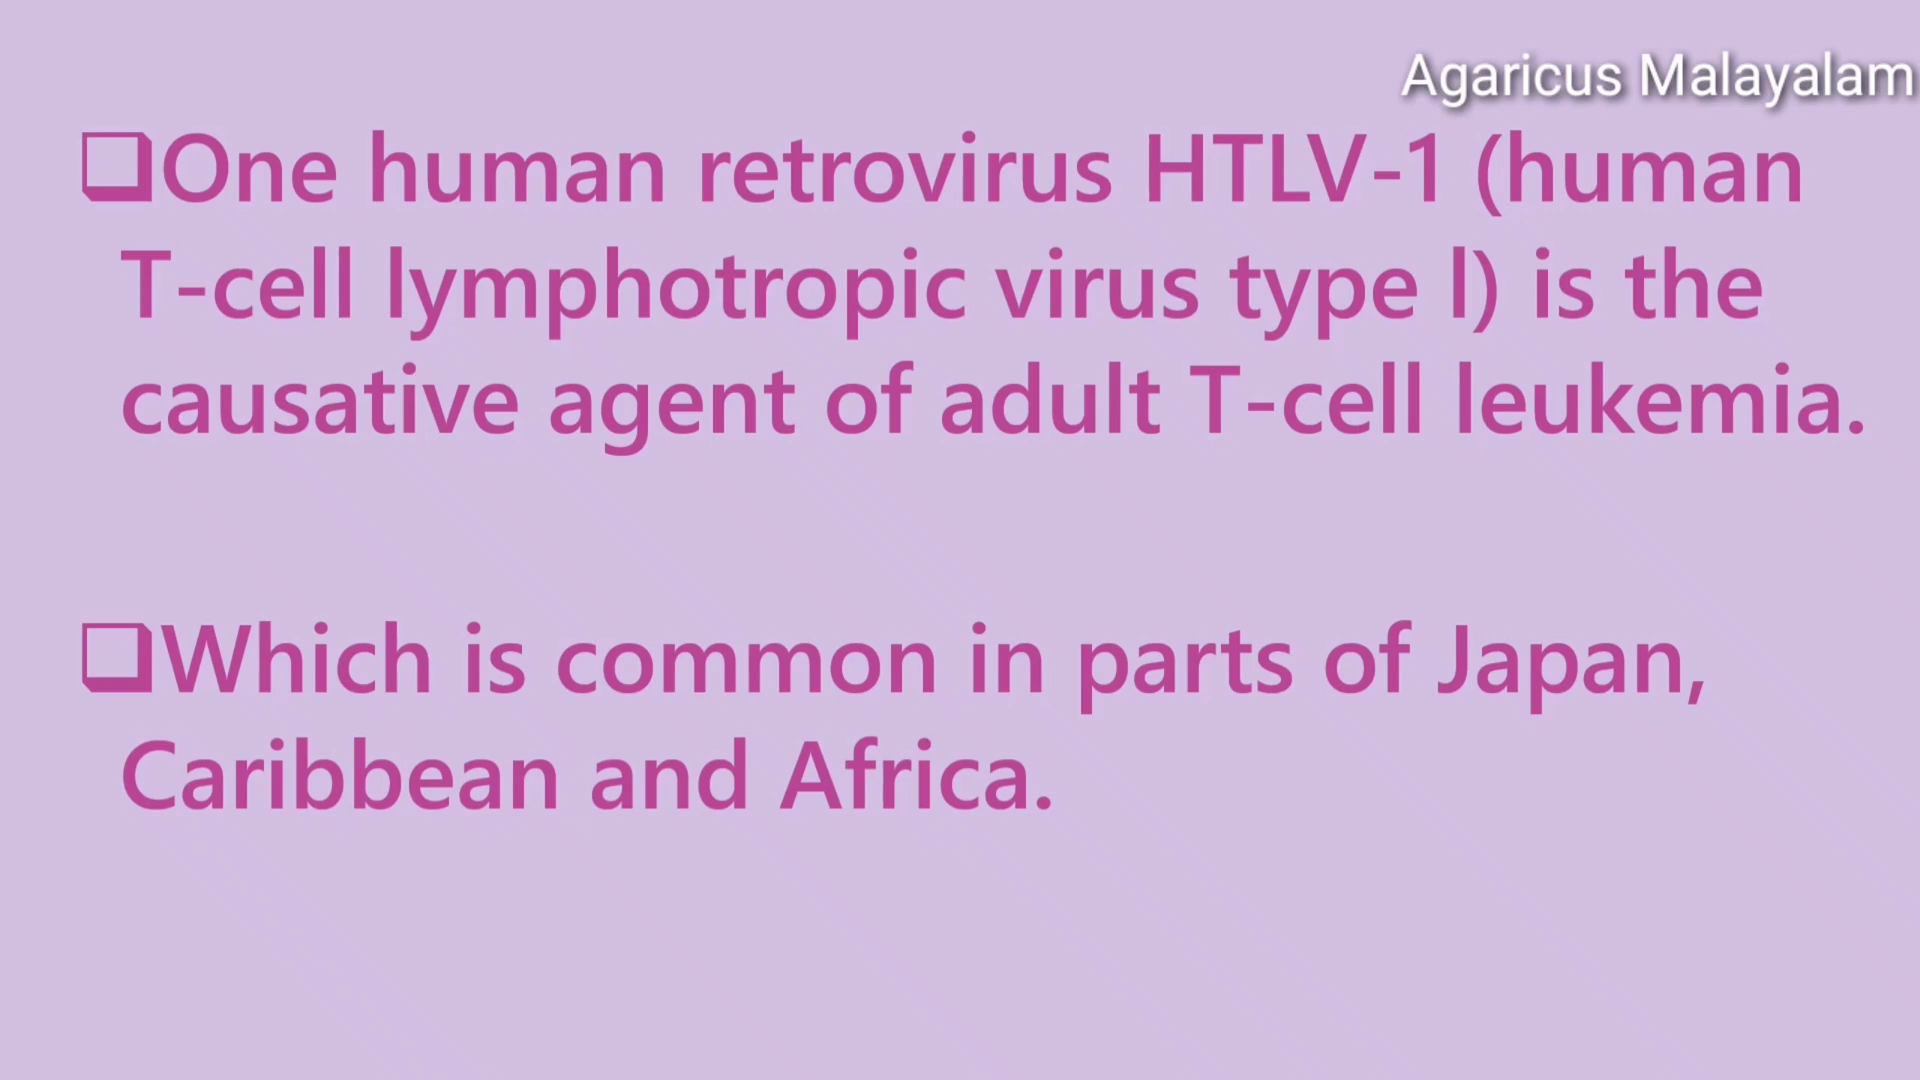 Agaricus Malayalam
❑One human retrovirus HTLV-1 (human
T-cell lymphotropic virus type l) is the
causative agent of adult T-cell leukemia.
❑Which is common in parts of Japan,
Caribbean and Africa.